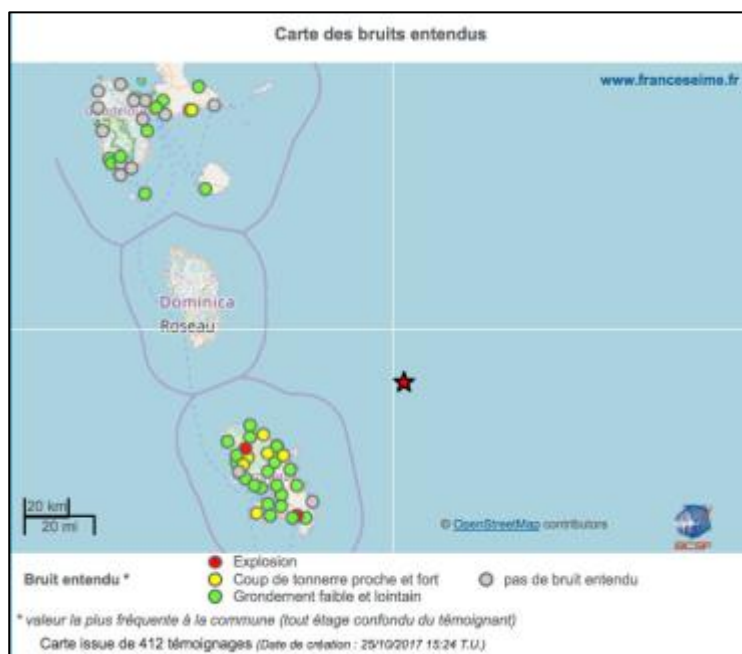 Carte des bruits entendus
www.franceseime.fr
Dominica
Roseau
20 km
20 mi
© OpenStreetMap contributors
BCSF
Bruit entendu *
Explosion
Coup de tonnerre proche et fort
Grondement faible et lointain
pas de bruit entendu
* valeur la plus fréquente à la commune (tout étage confondu du témoignant)
Carte issue de 412 témoignages (Date de création : 25/10/2017 15:24 T.U.)